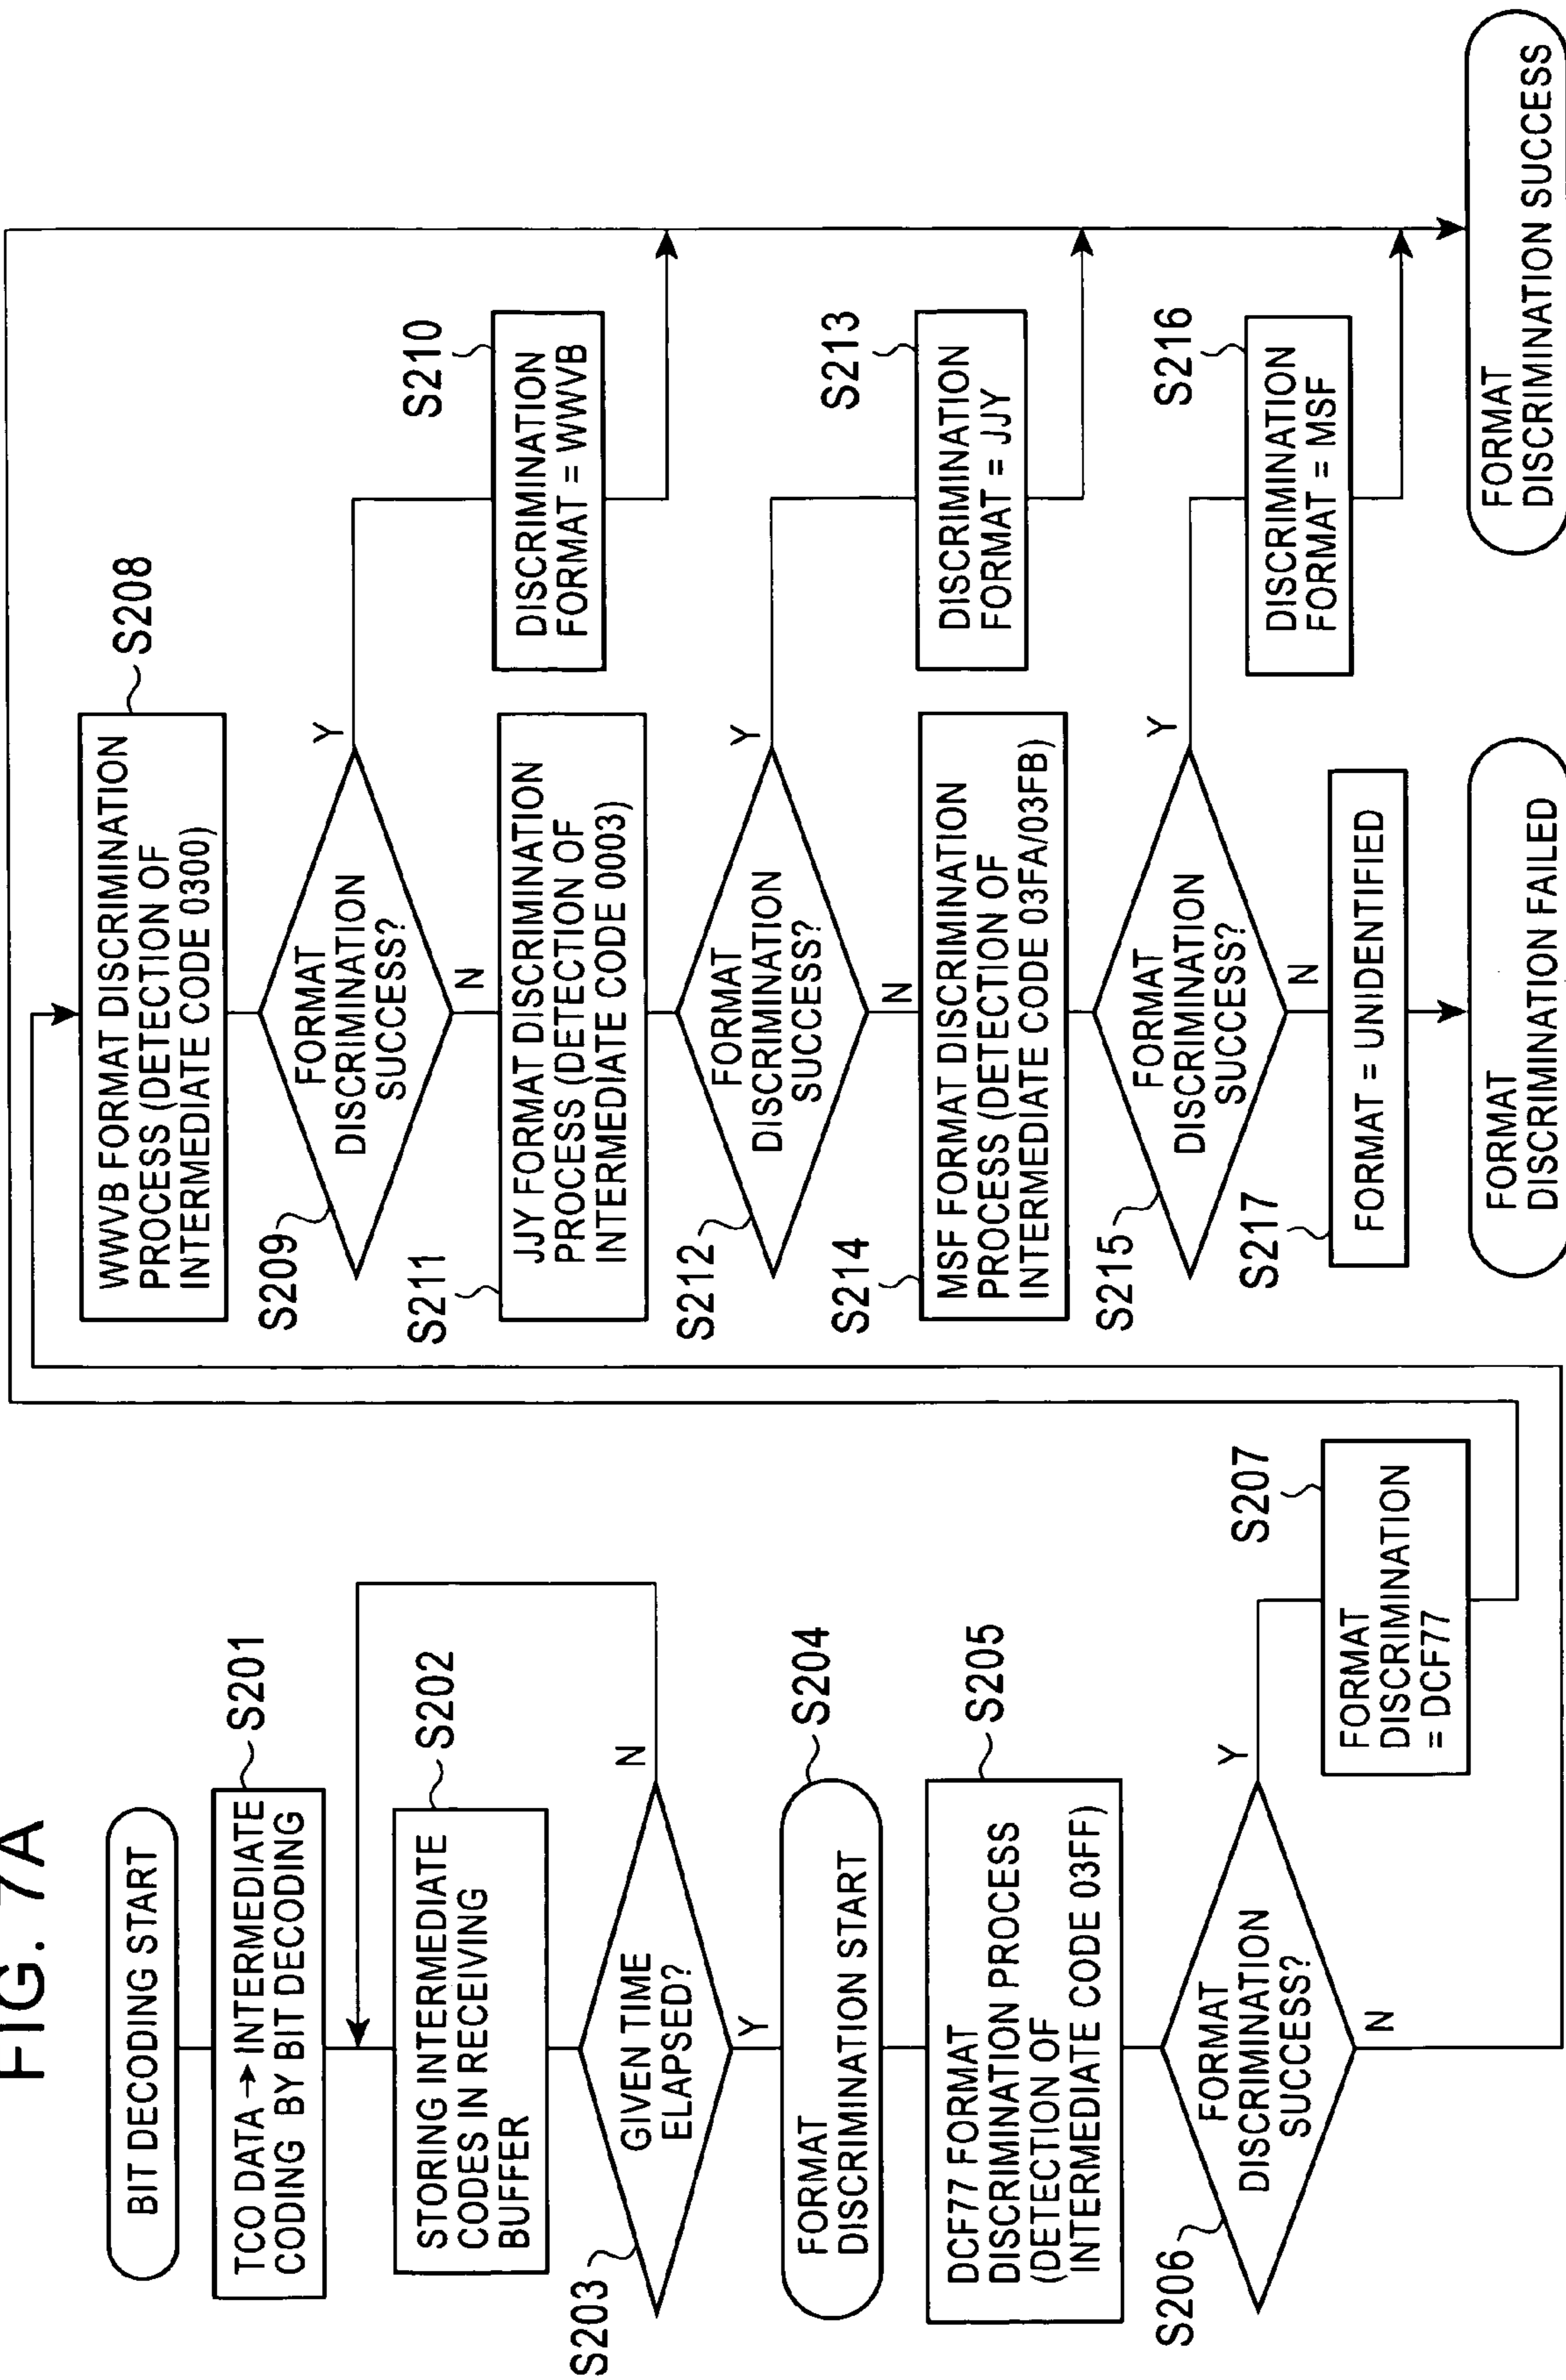 FIG. 7A
BIT DECODING START
TCO DATA → INTERMEDIATE
CODING BY BIT DECODING
S201
STORING INTERMEDIATE
CODES IN RECEIVING
BUFFER
S202
GIVEN TIME
ELAPSED?
S203
N
Y
FORMAT
DISCRIMINATION START
S204
DCF77 FORMAT
DISCRIMINATION PROCESS
(DETECTION OF
INTERMEDIATE CODE 03FF)
S205
FORMAT
DISCRIMINATION
SUCCESS?
S206
Y
N
FORMAT
DISCRIMINATION
= DCF77
S207
WWVB FORMAT DISCRIMINATION
PROCESS (DETECTION OF
INTERMEDIATE CODE 0300)
S208
FORMAT
DISCRIMINATION
SUCCESS?
S209
Y
N
DISCRIMINATION
FORMAT = WWVB
S210
JJY FORMAT DISCRIMINATION
PROCESS (DETECTION OF
INTERMEDIATE CODE 0003)
S211
FORMAT
DISCRIMINATION
SUCCESS?
S212
Y
N
DISCRIMINATION
FORMAT = JJY
S213
MSF FORMAT DISCRIMINATION
PROCESS (DETECTION OF
INTERMEDIATE CODE 03FA/03FB)
S214
FORMAT
DISCRIMINATION
SUCCESS?
S215
Y
N
DISCRIMINATION
FORMAT = MSF
S216
FORMAT = UNIDENTIFIED
S217
FORMAT
DISCRIMINATION FAILED
FORMAT
DISCRIMINATION SUCCESS